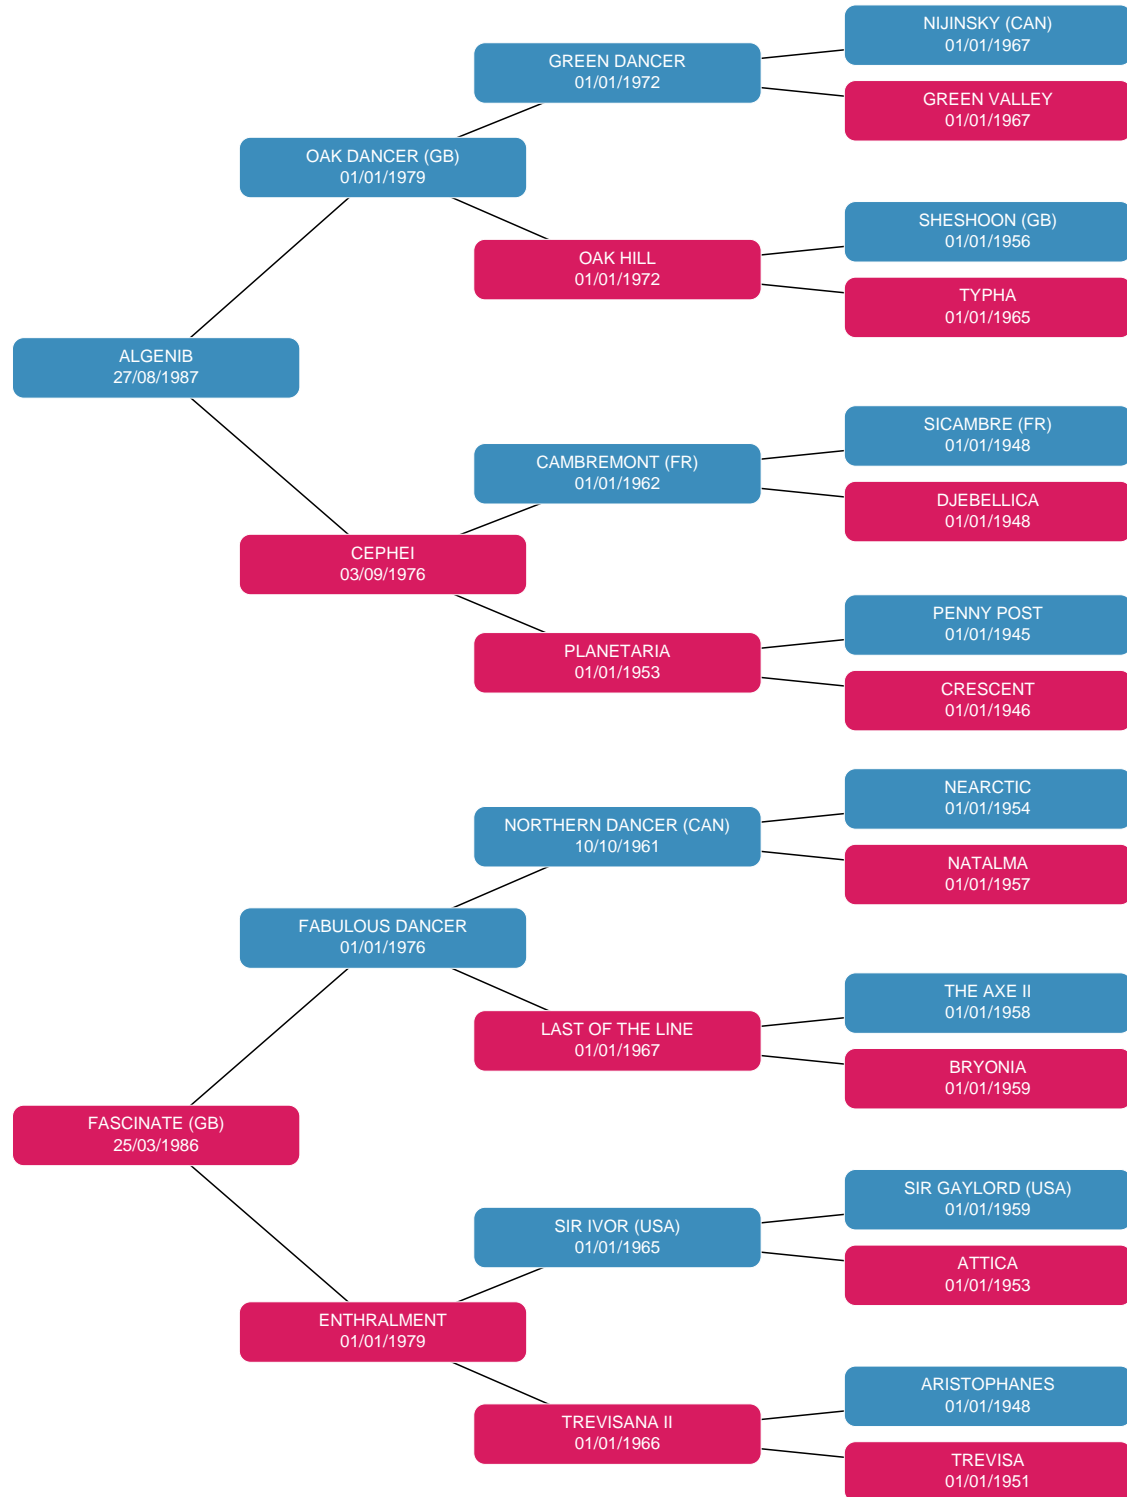 NIJINSKY (CAN)
01/01/1967
GREEN DANCER
01/01/1972
GREEN VALLEY
01/01/1967
OAK DANCER (GB)
01/01/1979
SHESHOON (GB)
01/01/1956
OAK HILL
01/01/1972
TYPHA
01/01/1965
ALGENIB
27/08/1987
SICAMBRE (FR)
01/01/1948
CAMBREMONT (FR)
01/01/1962
DJEBELLICA
01/01/1948
CEPHEI
03/09/1976
PENNY POST
01/01/1945
PLANETARIA
01/01/1953
CRESCENT
01/01/1946
NEARCTIC
01/01/1954
NORTHERN DANCER (CAN)
10/10/1961
NATALMA
01/01/1957
FABULOUS DANCER
01/01/1976
THE AXE II
01/01/1958
LAST OF THE LINE
01/01/1967
BRYONIA
01/01/1959
FASCINATE (GB)
25/03/1986
SIR GAYLORD (USA)
01/01/1959
SIR IVOR (USA)
01/01/1965
ATTICA
01/01/1953
ENTHRALMENT
01/01/1979
ARISTOPHANES
01/01/1948
TREVISANA II
01/01/1966
TREVISA
01/01/1951